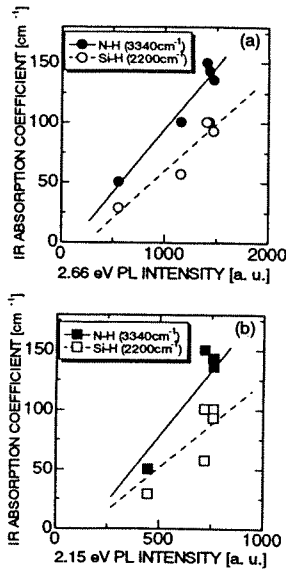 (a)
N-H (3340cm⁻¹)
Si-H (2200cm⁻¹)
IR ABSORPTION COEFFICIENT [cm⁻¹]
150
100
50
0
0 1000 2000
2.66 eV PL INTENSITY [a. u.]
(b)
N-H (3340cm⁻¹)
Si-H (2200cm⁻¹)
IR ABSORPTION COEFFICIENT [cm⁻¹]
150
100
50
0
0 500 1000
2.15 eV PL INTENSITY [a. u.]